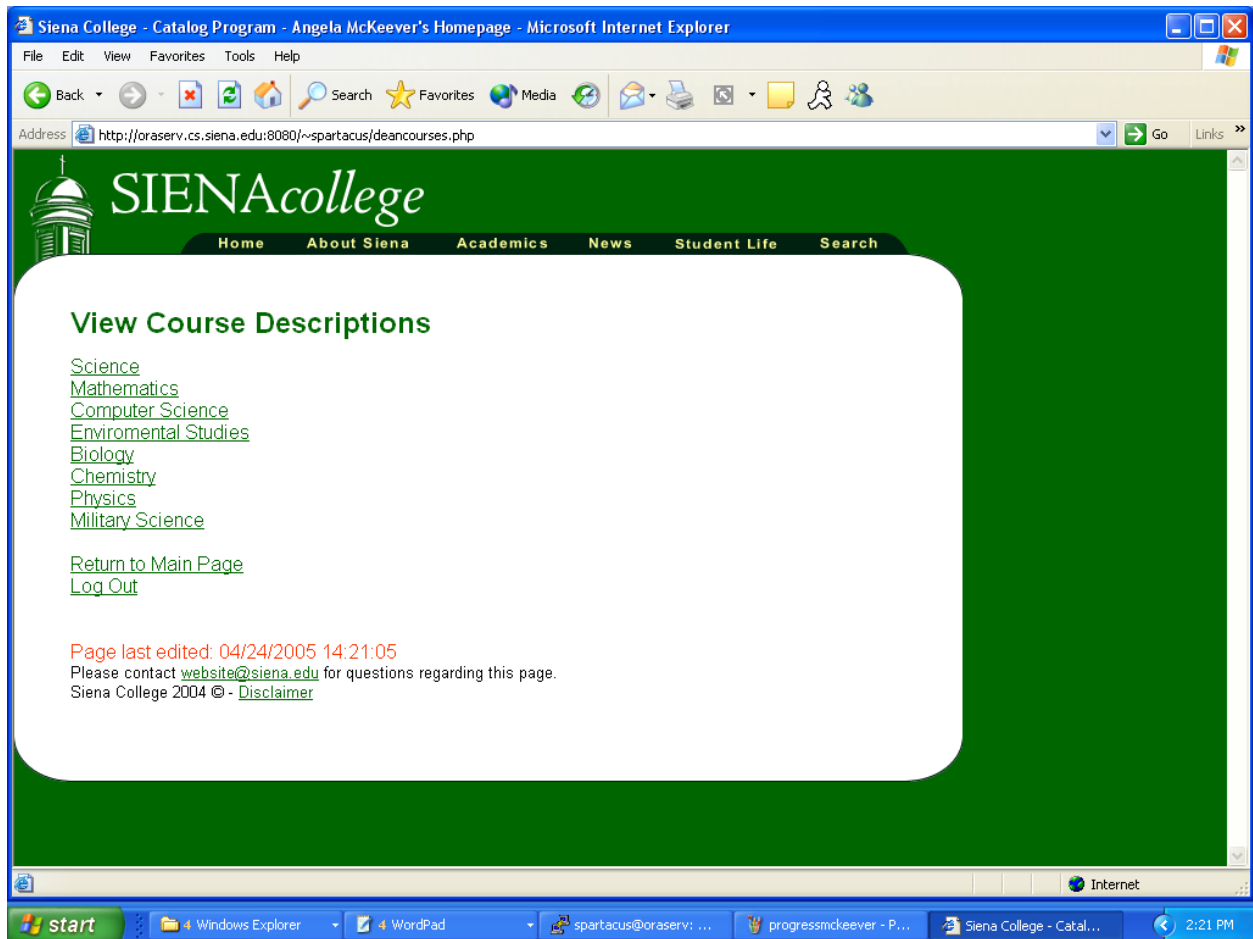 Siena College - Catalog Program - Angela McKeever's Homepage - Microsoft Internet Explorer
File Edit View Favorites Tools Help
Back Search Favorites Media
Address http://oraserv.cs.siena.edu:8080/~spartacus/deancourses.php Go Links »
SIENAcollege
Home About Siena Academics News Student Life Search
View Course Descriptions
Science
Mathematics
Computer Science
Enviromental Studies
Biology
Chemistry
Physics
Military Science
Return to Main Page
Log Out
Page last edited: 04/24/2005 14:21:05
Please contact website@siena.edu for questions regarding this page.
Siena College 2004 © - Disclaimer
Internet
start 4 Windows Explorer 4 WordPad spartacus@oraserv: ... progressmckeever - P... Siena College - Catal... 2:21 PM